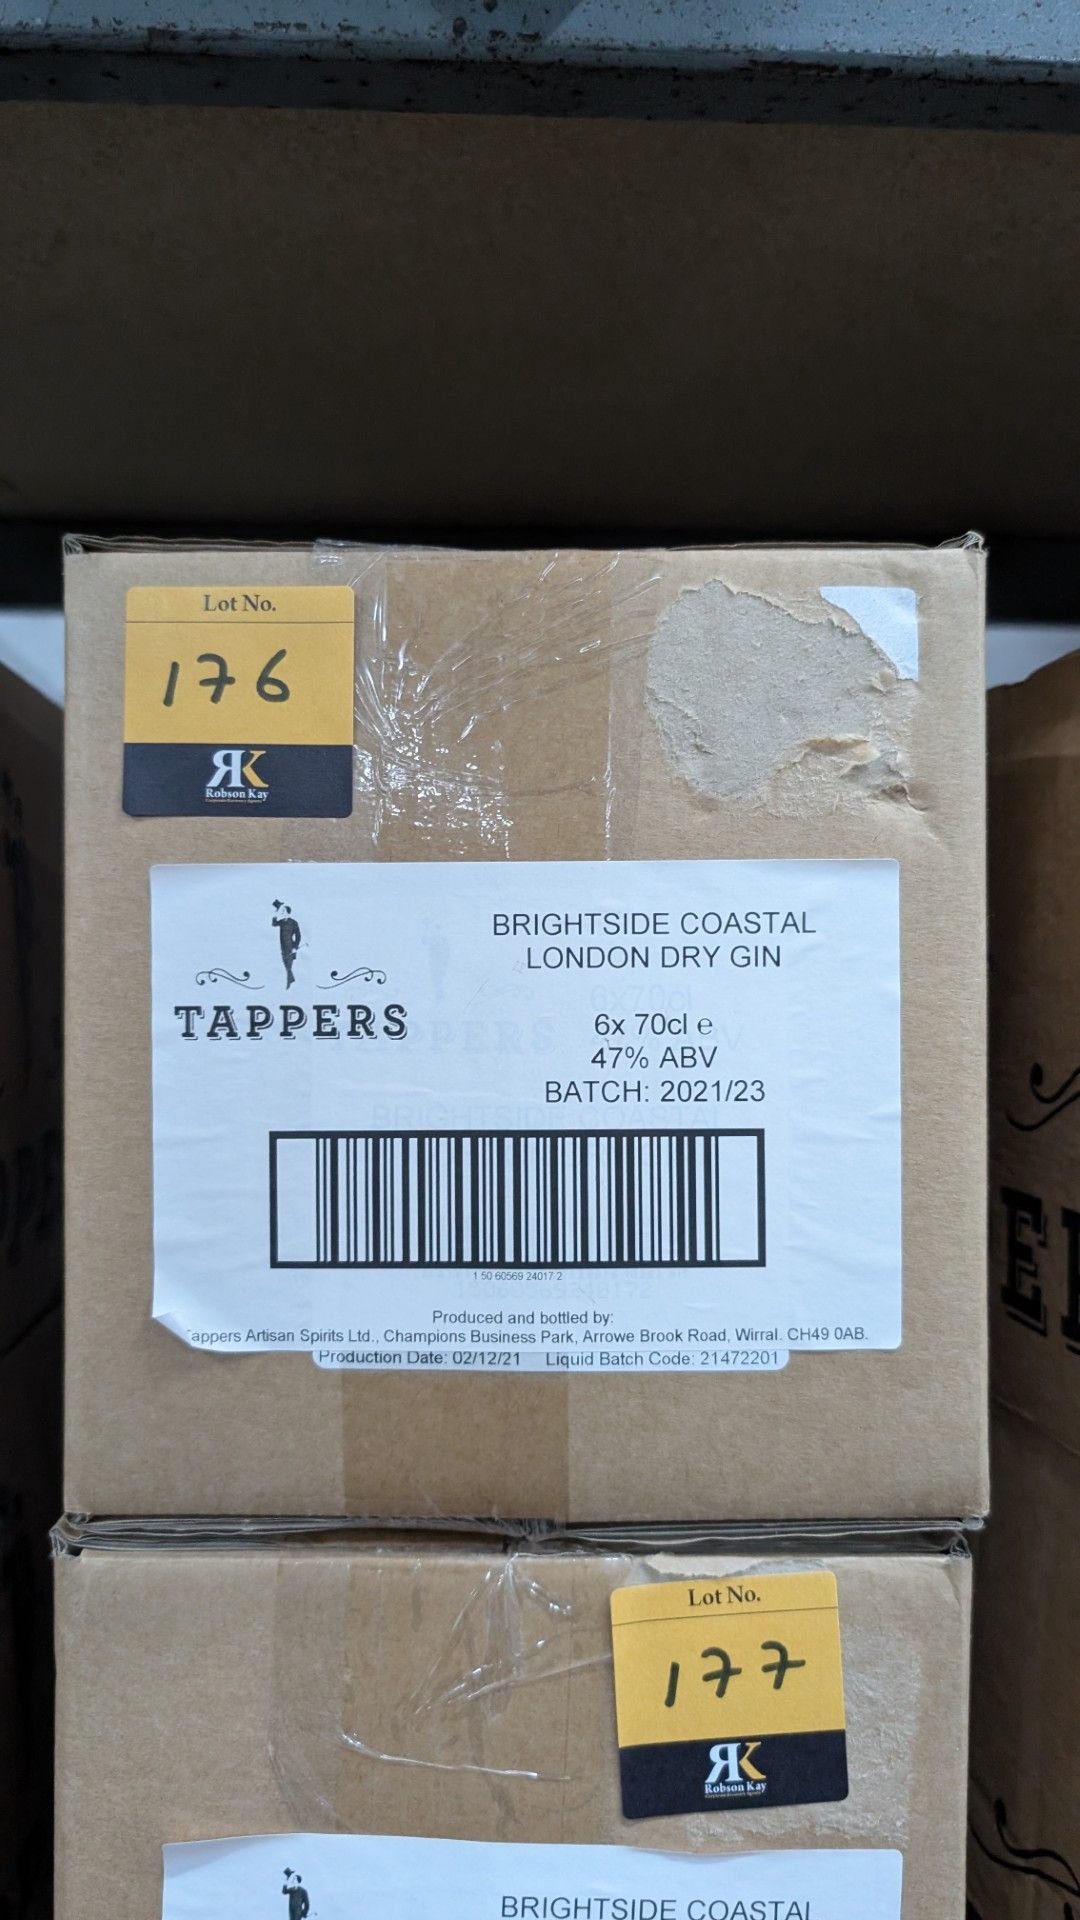 Lot No.
176
RK
Robson Kay
TAPPERS
BRIGHTSIDE COASTAL
LONDON DRY GIN
6x 70cl e
47% ABV
BATCH: 2021/23
1 50 60569 24017 2
Produced and bottled by:
appers Artisan Spirits Ltd., Champions Business Park, Arrowe Brook Road, Wirral. CH49 0AB.
Production Date: 02/12/21 Liquid Batch Code: 21472201
Lot No.
177
RK
Robson Kay
BRIGHTSIDE COASTAL